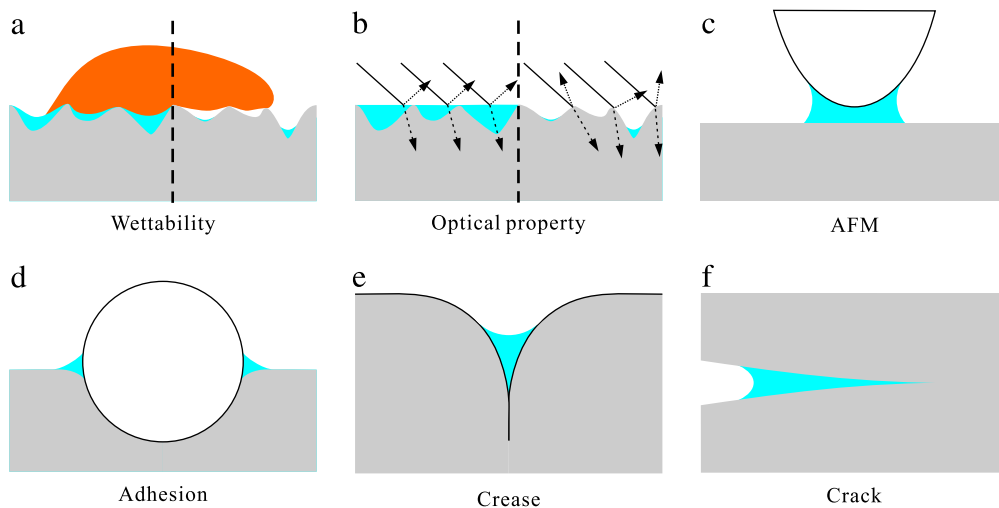 a
b
c
Wettability
Optical property
AFM
d
e
f
Adhesion
Crease
Crack